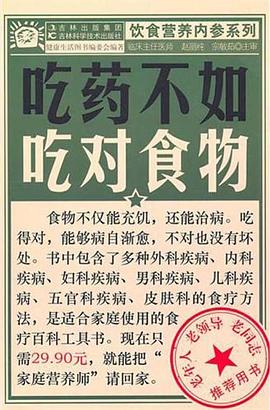 吉林出版集团
吉林科学技术出版社
健康生活图书编委会编著
饮食营养内参系列
临床主任医师 赵丽纯 宗敏茹◎主审
吃药不如
吃对食物
食物不仅能充饥，还能治病。吃
得对，能够病自渐愈，不对也没有坏
处。书中包含了多种外科疾病、内科
疾病、妇科疾病、男科疾病、儿科疾
病、五官科疾病、皮肤科的食疗方
法，是适合家庭使用的食
疗百科工具书。现在只
需29.90元，就能把“
家庭营养师”请回家。
老年人 老领导 老同志
推荐用书